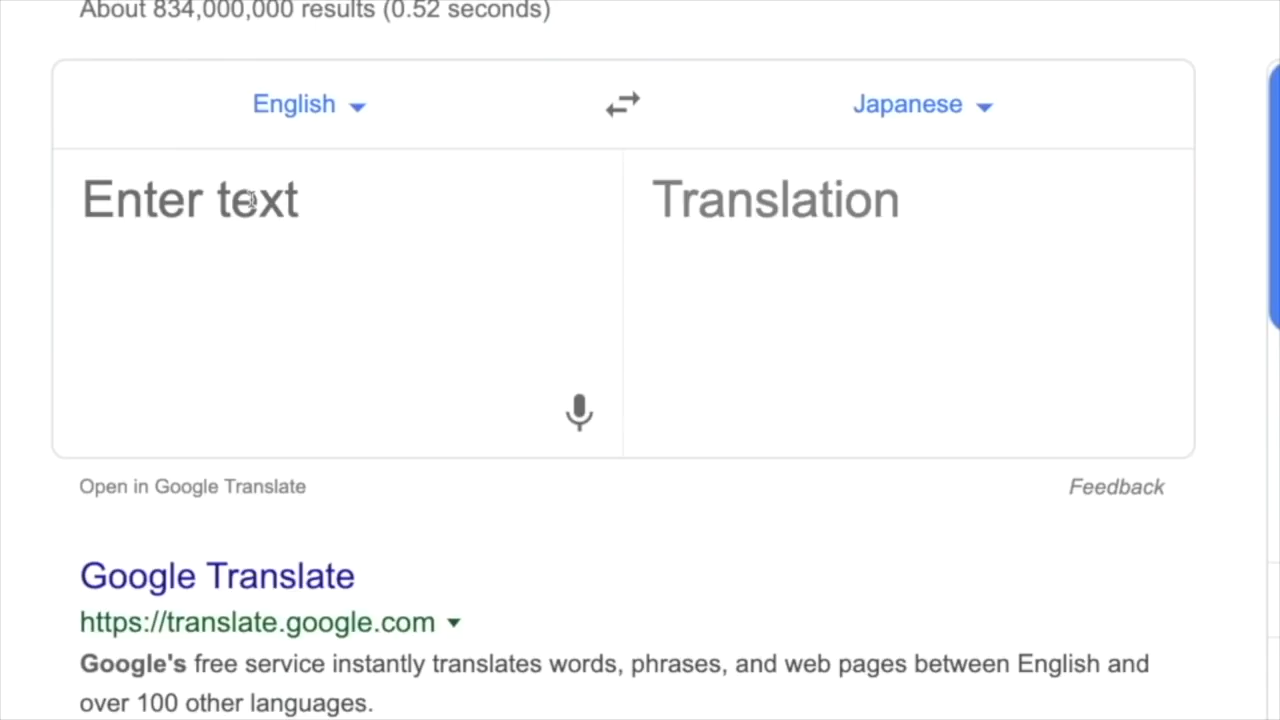 About 834,000,000 results (0.52 seconds)
English
Japanese
Enter text
Translation
Open in Google Translate
Feedback
Google Translate
https://translate.google.com
Google's free service instantly translates words, phrases, and web pages between English and
over 100 other languages.